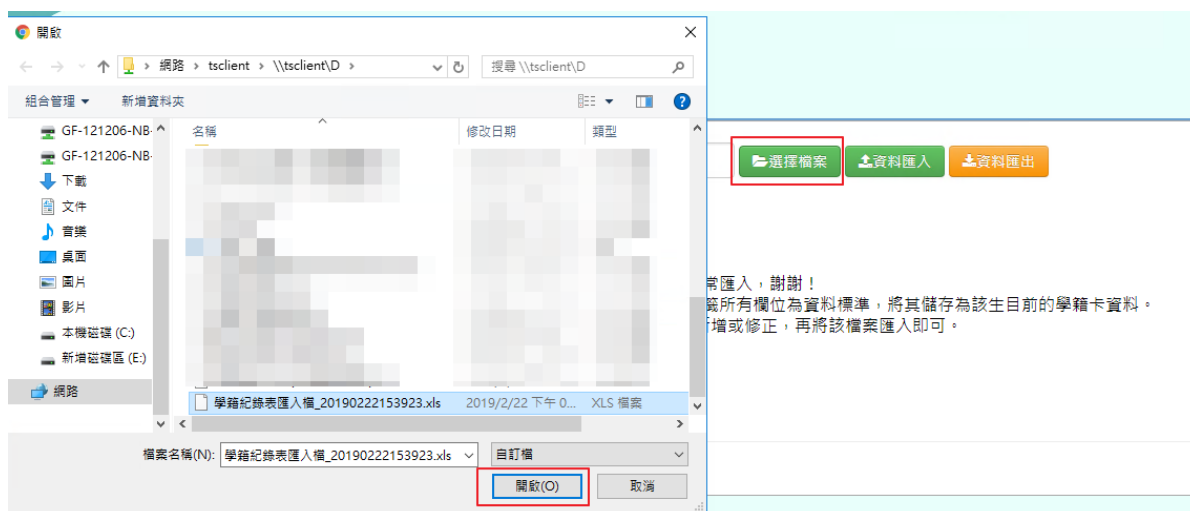 開啟
網路 › tsclient › \\tsclient\D ›
搜尋 \\tsclient\D
組合管理
新增資料夾
GF-121206-NB-
GF-121206-NB-
下載
文件
音樂
桌面
圖片
影片
本機磁碟 (C:)
新增磁碟區 (E:)
網路
名稱
修改日期
類型
學籍紀錄表匯入檔_20190222153923.xls
2019/2/22 下午 0...
XLS 檔案
檔案名稱(N):
學籍紀錄表匯入檔_20190222153923.xls
自訂檔
開啟(O)
取消
選擇檔案
資料匯入
資料匯出
常匯入，謝謝！
所有欄位為資料標準，將其儲存為該生目前的學籍卡資料。
增或修正，再將該檔案匯入即可。